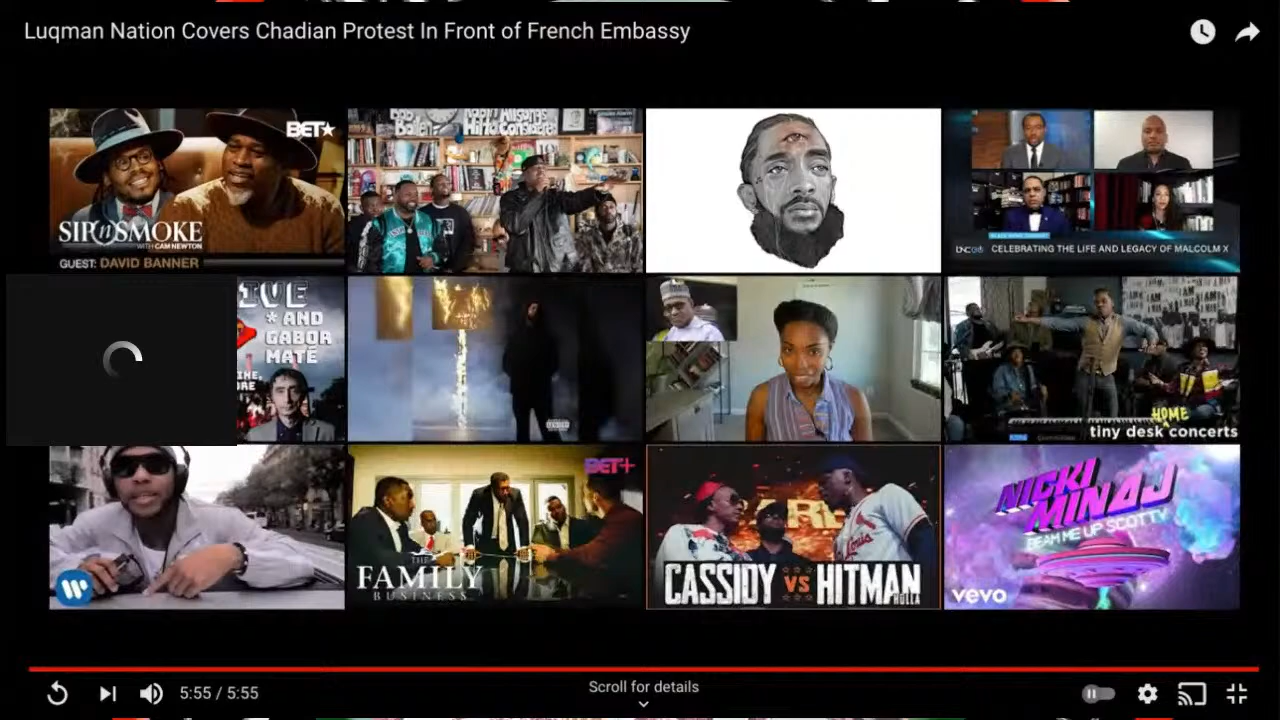 Luqman Nation Covers Chadian Protest In Front of French Embassy
BET
SIP n SMOKE
WITH CAM NEWTON
GUEST: DAVID BANNER
CELEBRATING THE LIFE AND LEGACY OF MALCOLM X
* AND
GABOR
MATÉ
HOME
tiny desk concerts
BET+
THE
FAMILY
BUSINESS
CASSIDY VS HITMAN
HOLLA
NICKI
MINAJ
BEAM ME UP SCOTTY
vevo
5:55 / 5:55
Scroll for details